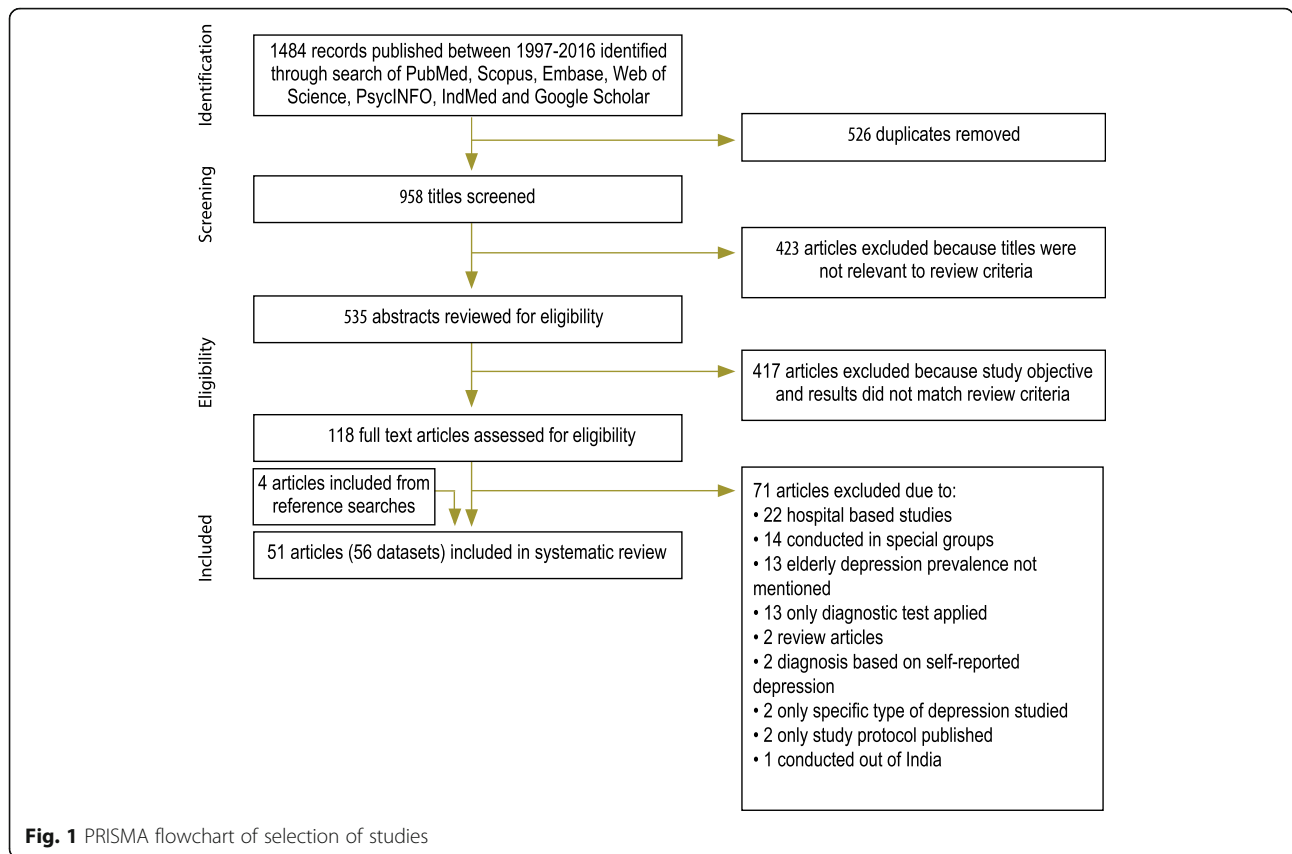 Identification
1484 records published between 1997-2016 identified
through search of PubMed, Scopus, Embase, Web of
Science, PsycINFO, IndMed and Google Scholar
526 duplicates removed
Screening
958 titles screened
423 articles excluded because titles were
not relevant to review criteria
535 abstracts reviewed for eligibility
Eligibility
417 articles excluded because study objective
and results did not match review criteria
118 full text articles assessed for eligibility
4 articles included from
reference searches
71 articles excluded due to:
• 22 hospital based studies
• 14 conducted in special groups
• 13 elderly depression prevalence not
mentioned
• 13 only diagnostic test applied
• 2 review articles
• 2 diagnosis based on self-reported
depression
• 2 only specific type of depression studied
• 2 only study protocol published
• 1 conducted out of India
Included
51 articles (56 datasets) included in systematic review
Fig. 1 PRISMA flowchart of selection of studies